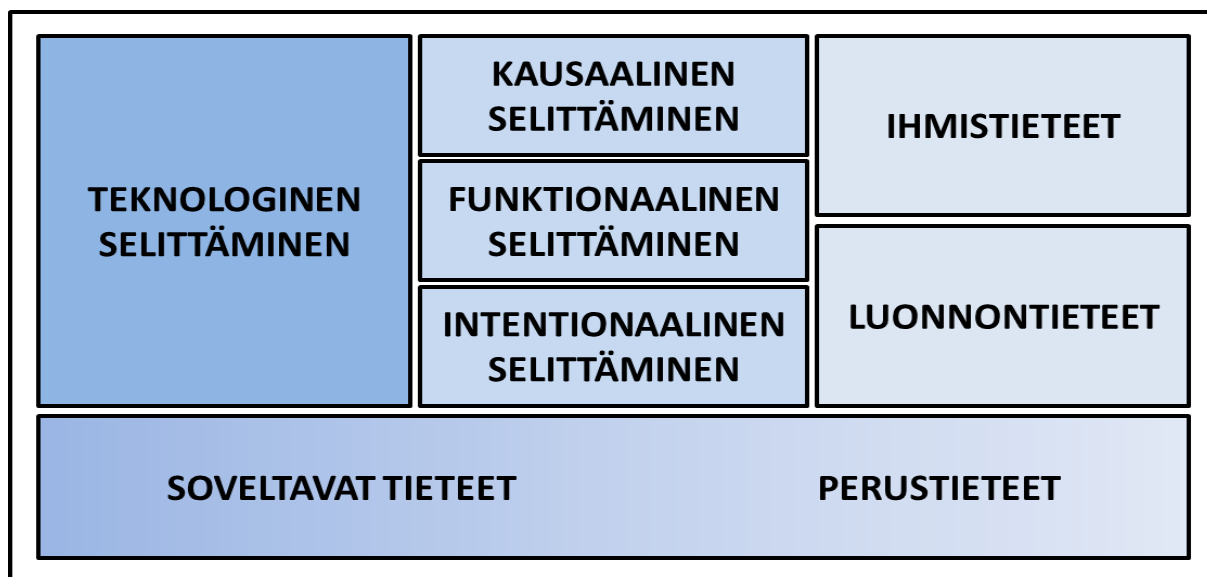 TEKNOLOGINEN
SELITTÄMINEN
KAUSAALINEN
SELITTÄMINEN
FUNKTIONAALINEN
SELITTÄMINEN
INTENTIONAALINEN
SELITTÄMINEN
IHMISTIETEET
LUONNONTIETEET
SOVELTAVAT TIETEET
PERUSTIETEET